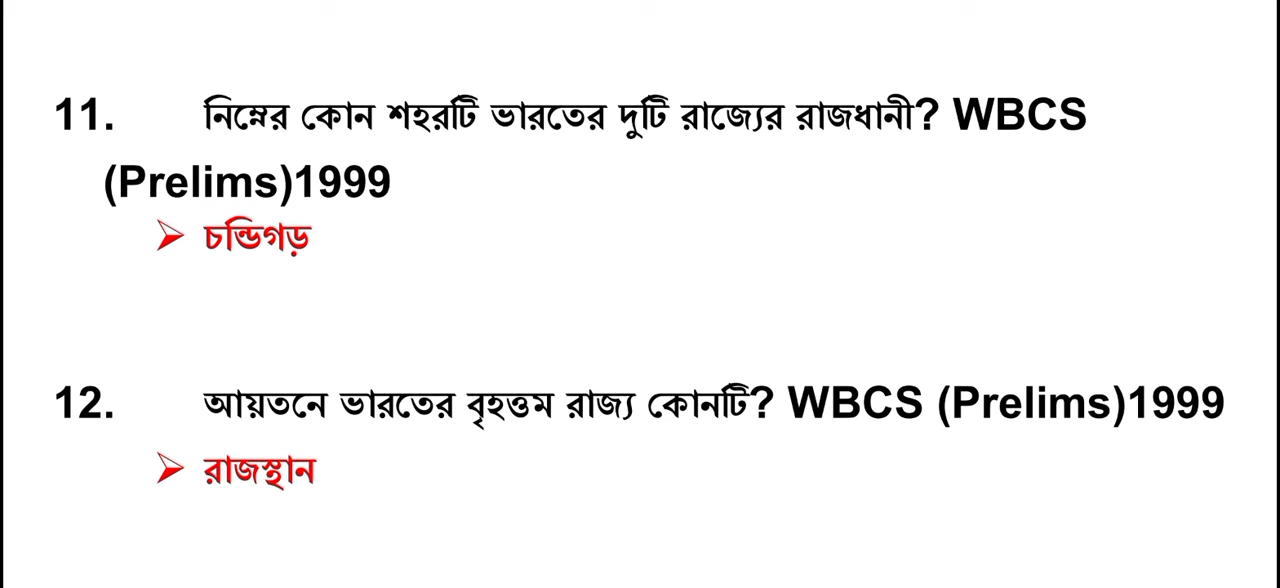 11. নিম্নের কোন শহরটি ভারতের দুটি রাজ্যের রাজধানী? WBCS
(Prelims)1999
➢ চন্ডিগড়
12. আয়তনে ভারতের বৃহত্তম রাজ্য কোনটি? WBCS (Prelims)1999
➢ রাজস্থান